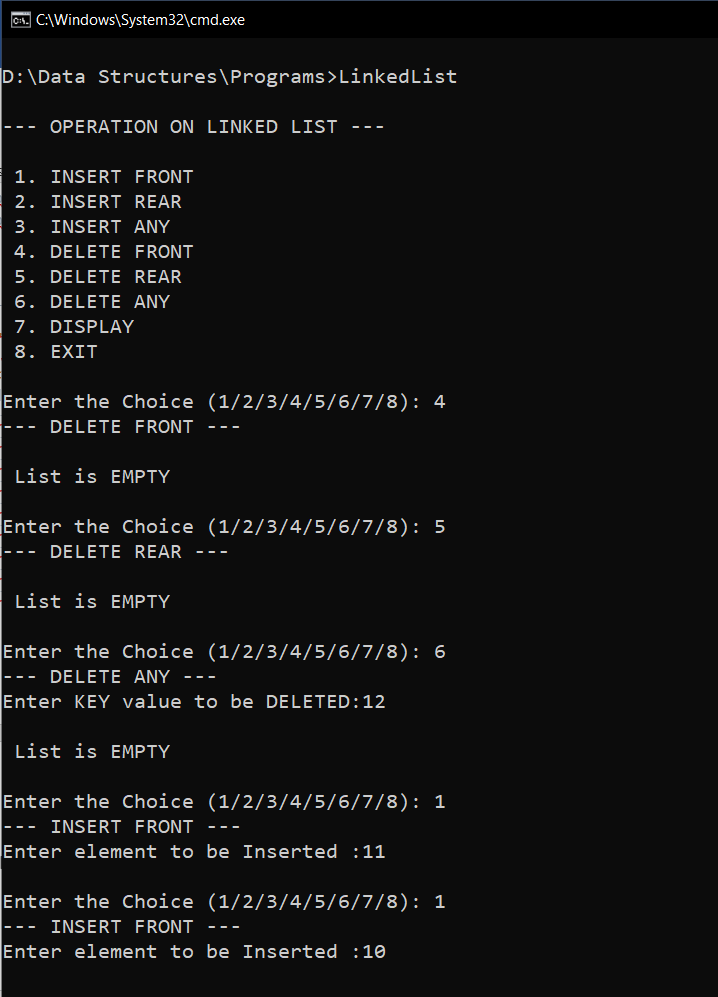 C:\Windows\System32\cmd.exe
D:\Data Structures\Programs>LinkedList
--- OPERATION ON LINKED LIST ---
1. INSERT FRONT
2. INSERT REAR
3. INSERT ANY
4. DELETE FRONT
5. DELETE REAR
6. DELETE ANY
7. DISPLAY
8. EXIT
Enter the Choice (1/2/3/4/5/6/7/8): 4
--- DELETE FRONT ---
List is EMPTY
Enter the Choice (1/2/3/4/5/6/7/8): 5
--- DELETE REAR ---
List is EMPTY
Enter the Choice (1/2/3/4/5/6/7/8): 6
--- DELETE ANY ---
Enter KEY value to be DELETED:12
List is EMPTY
Enter the Choice (1/2/3/4/5/6/7/8): 1
--- INSERT FRONT ---
Enter element to be Inserted :11
Enter the Choice (1/2/3/4/5/6/7/8): 1
--- INSERT FRONT ---
Enter element to be Inserted :10